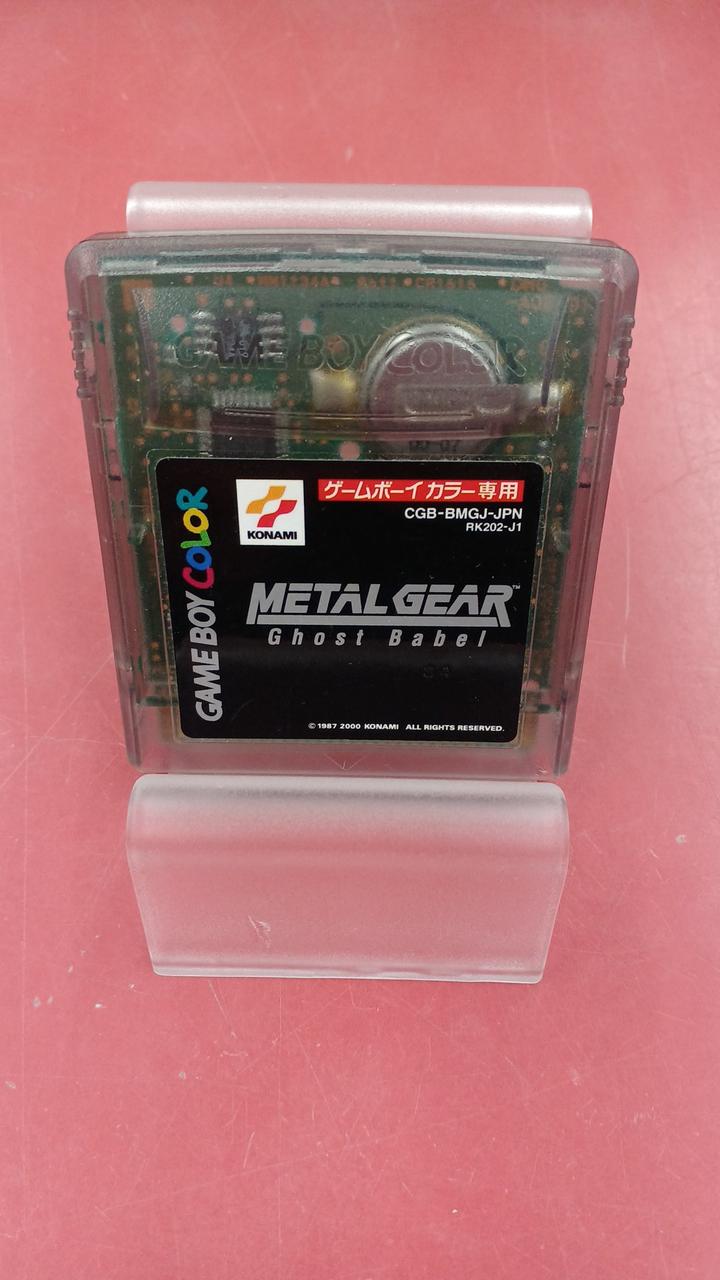 GAME BOY COLOR
GAME BOY COLOR
KONAMI
ゲームボーイカラー専用
CGB-BMGJ-JPN
RK202-J1
METAL GEAR™
Ghost Babel
©1987 2000 KONAMI ALL RIGHTS RESERVED.